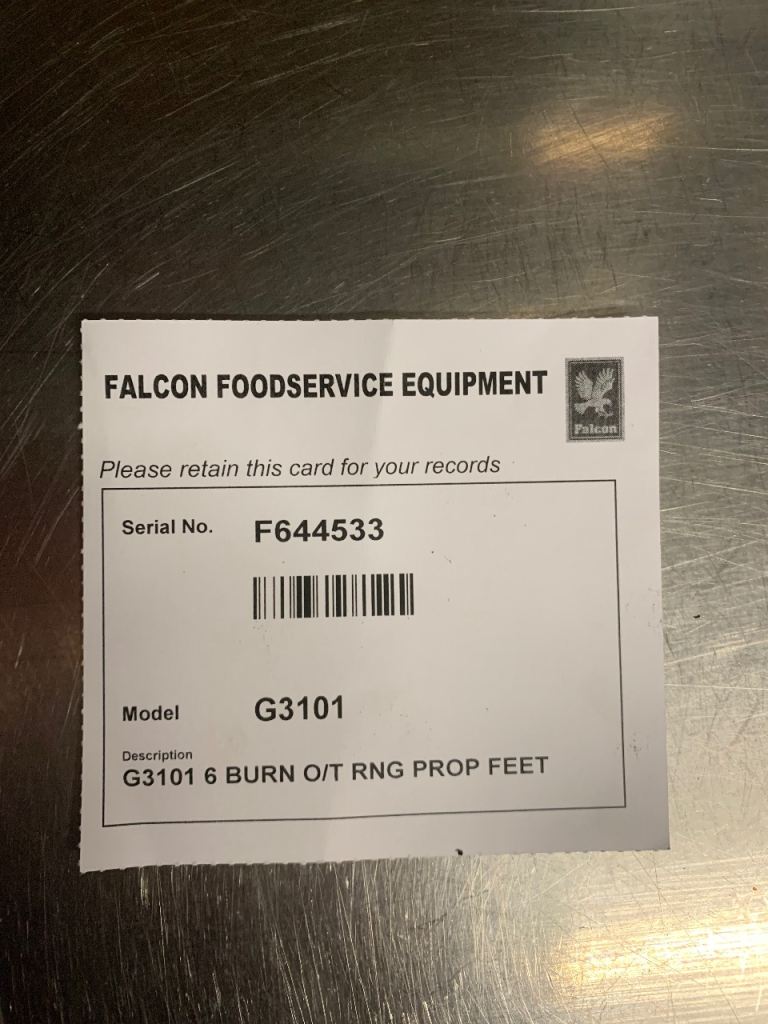 FALCON FOODSERVICE EQUIPMENT
Falcon
Please retain this card for your records
Serial No. F644533
Model G3101
Description
G3101 6 BURN O/T RNG PROP FEET